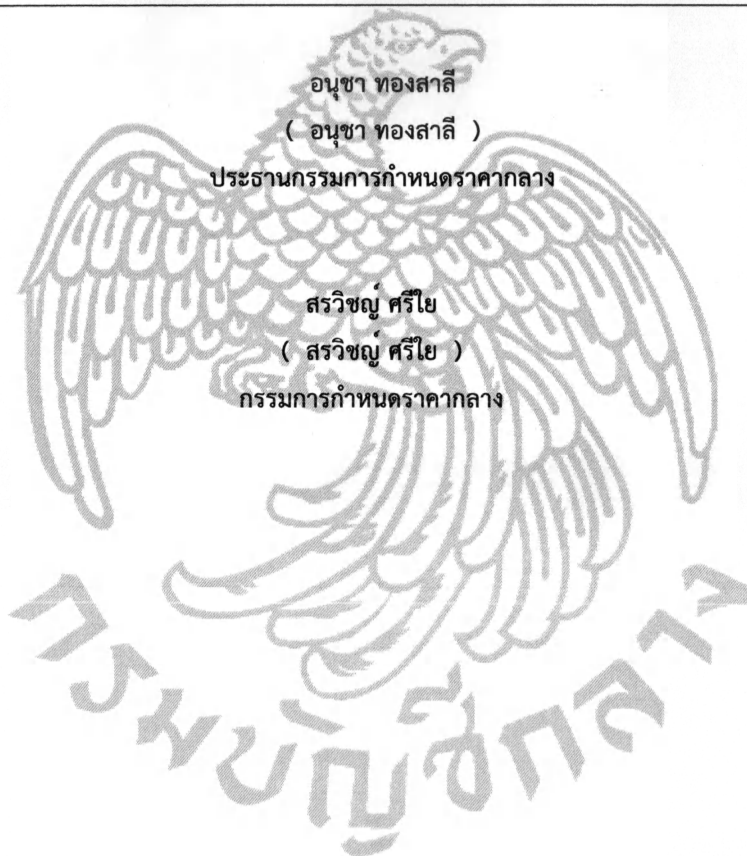 อนุชา ทองสาลี
( อนุชา ทองสาลี )
ประธานกรรมการกำหนดราคากลาง
สรวิชญ์ ศรีใย
( สรวิชญ์ ศรีใย )
กรรมการกำหนดราคากลาง
กรมบัญชีกลาง